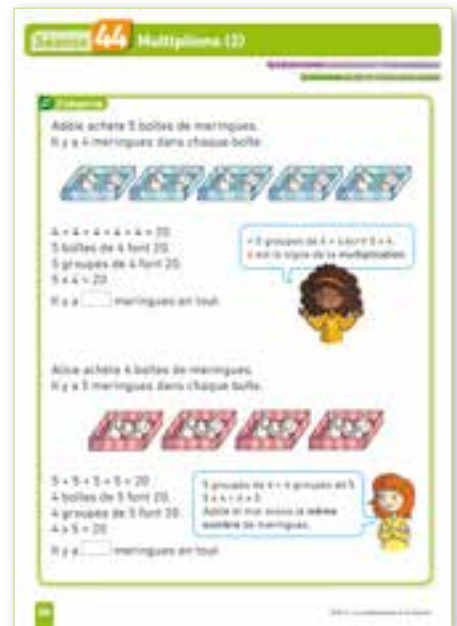 Séance 44 Multiplions (2)
J'observe
Adèle achète 5 boîtes de meringues.
Il y a 4 meringues dans chaque boîte.
4 + 4 + 4 + 4 + 4 = 20
5 boîtes de 4 font 20.
5 groupes de 4 font 20.
5 x 4 = 20
Il y a meringues en tout.
« 5 groupes de 4 » s'écrit 5 x 4.
x est le signe de la multiplication.
Alice achète 4 boîtes de meringues.
Il y a 5 meringues dans chaque boîte.
5 + 5 + 5 + 5 = 20
4 boîtes de 5 font 20.
4 groupes de 5 font 20.
4 x 5 = 20
Il y a meringues en tout.
5 groupes de 4 = 4 groupes de 5
5 x 4 = 4 x 5
Adèle et moi avons le même
nombre de meringues.